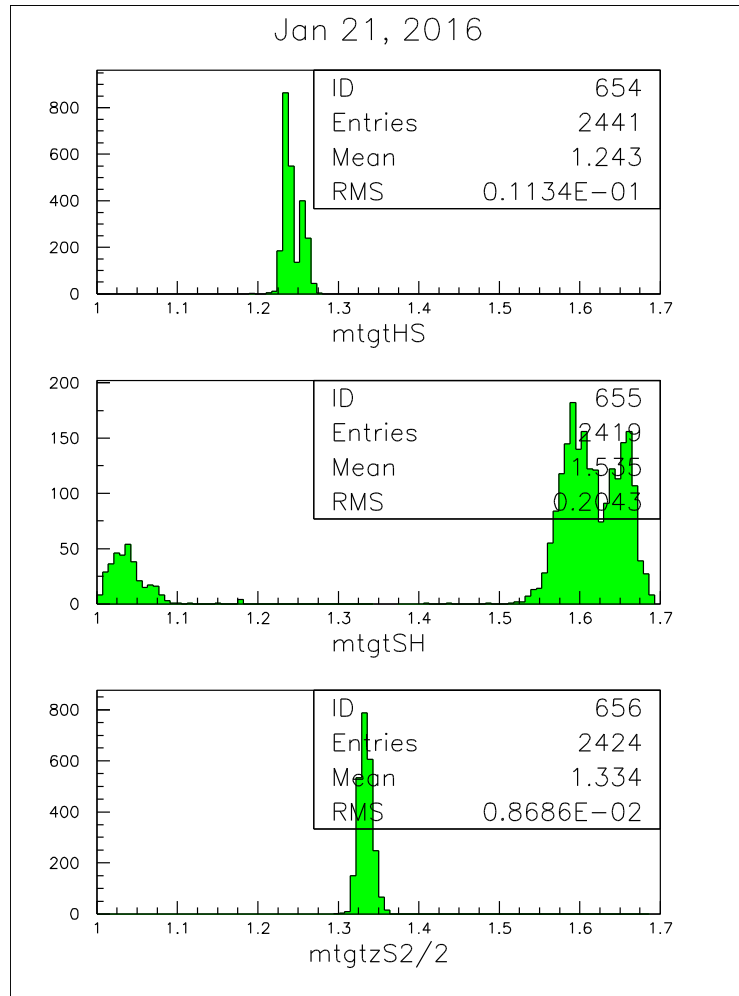 Jan 21, 2016
ID 654
Entries 2441
Mean 1.243
RMS 0.1134E-01
800
600
400
200
0
1 1.1 1.2 1.3 1.4 1.5 1.6 1.7
mtgtHS
ID 655
Entries 2419
Mean 1.535
RMS 0.2043
200
150
100
50
0
1 1.1 1.2 1.3 1.4 1.5 1.6 1.7
mtgtSH
ID 656
Entries 2424
Mean 1.334
RMS 0.8686E-02
800
600
400
200
0
1 1.1 1.2 1.3 1.4 1.5 1.6 1.7
mtgtzS2/2